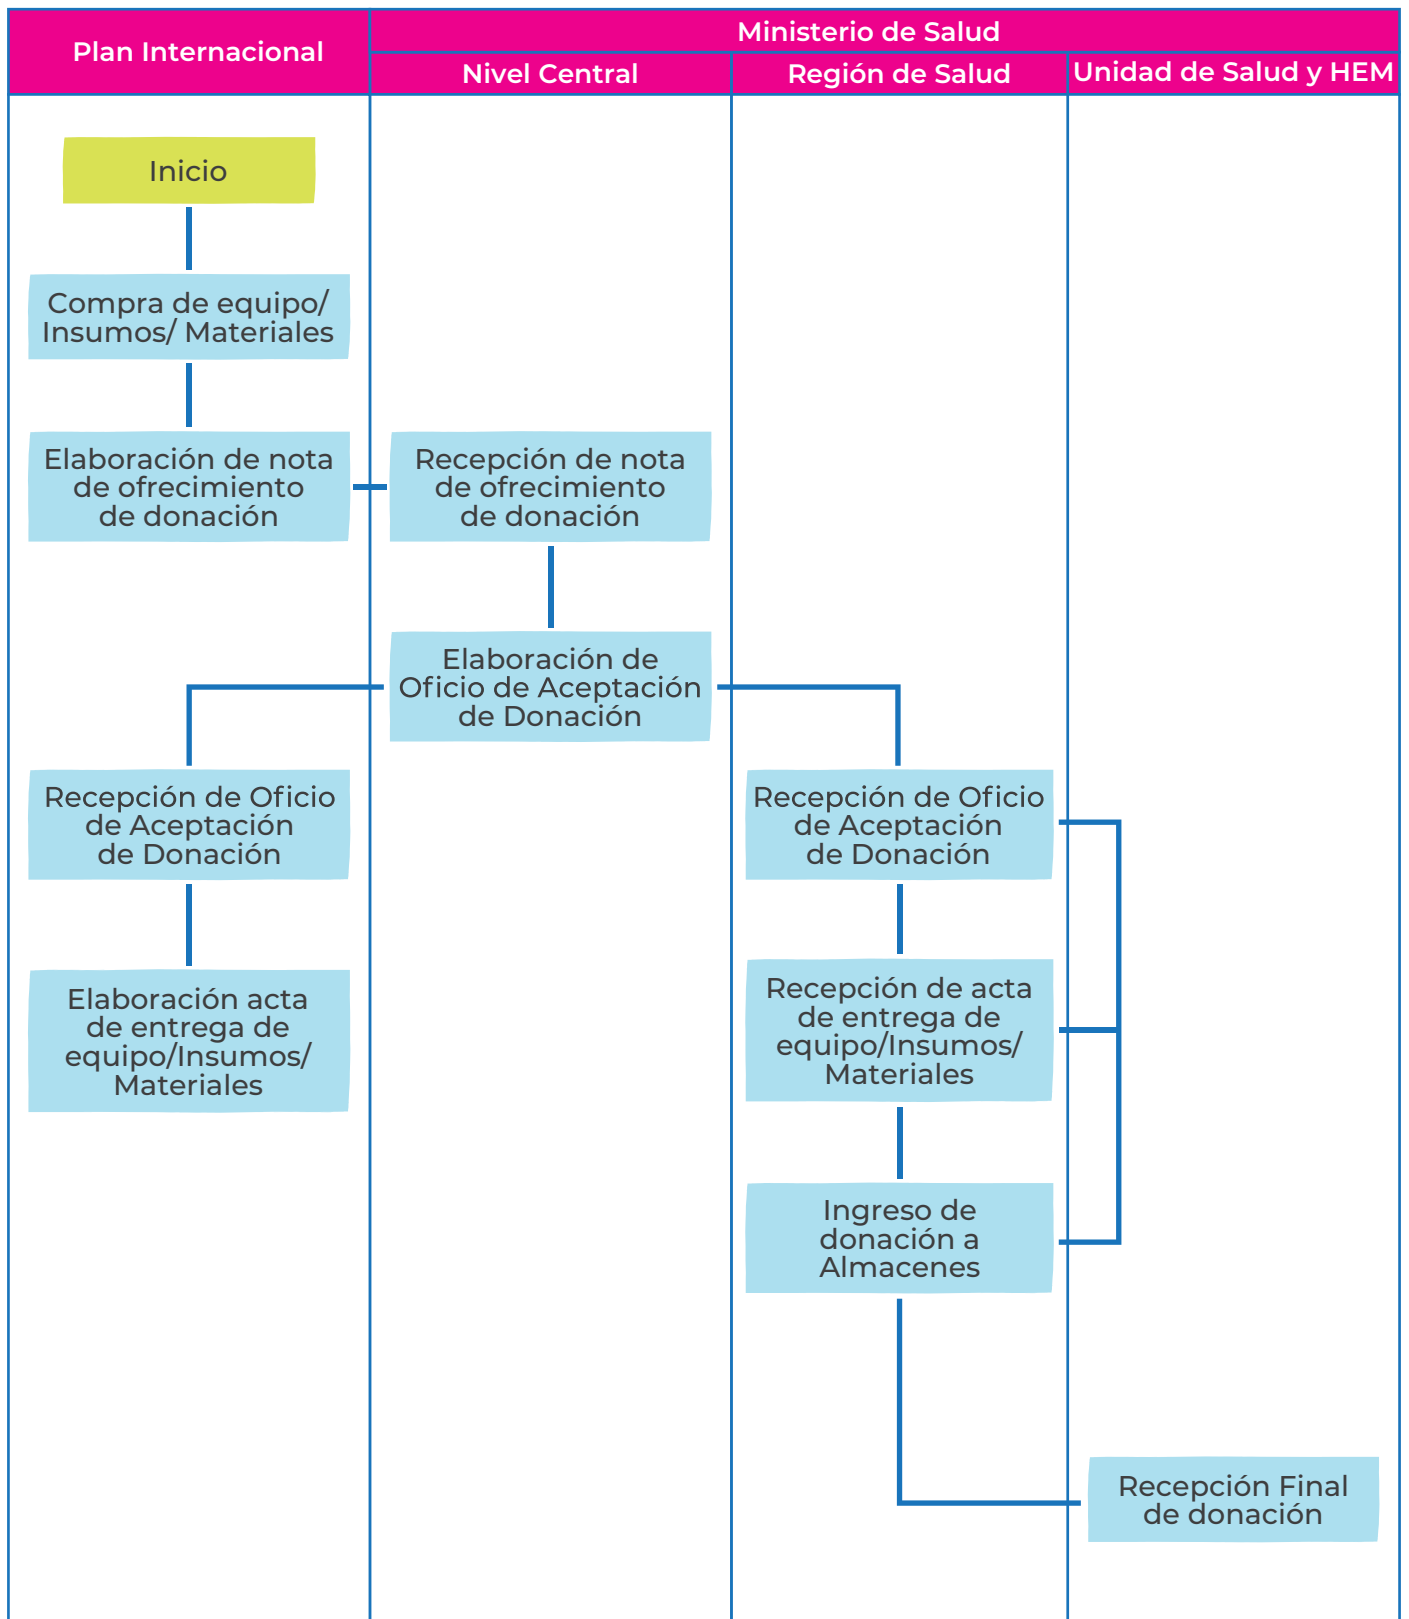 Plan Internacional
Ministerio de Salud
Nivel Central
Región de Salud
Unidad de Salud y HEM
Inicio
Compra de equipo/
Insumos/ Materiales
Elaboración de nota
de ofrecimiento
de donación
Recepción de nota
de ofrecimiento
de donación
Elaboración de
Oficio de Aceptación
de Donación
Recepción de Oficio
de Aceptación
de Donación
Recepción de Oficio
de Aceptación
de Donación
Elaboración acta
de entrega de
equipo/Insumos/
Materiales
Recepción de acta
de entrega de
equipo/Insumos/
Materiales
Ingreso de
donación a
Almacenes
Recepción Final
de donación